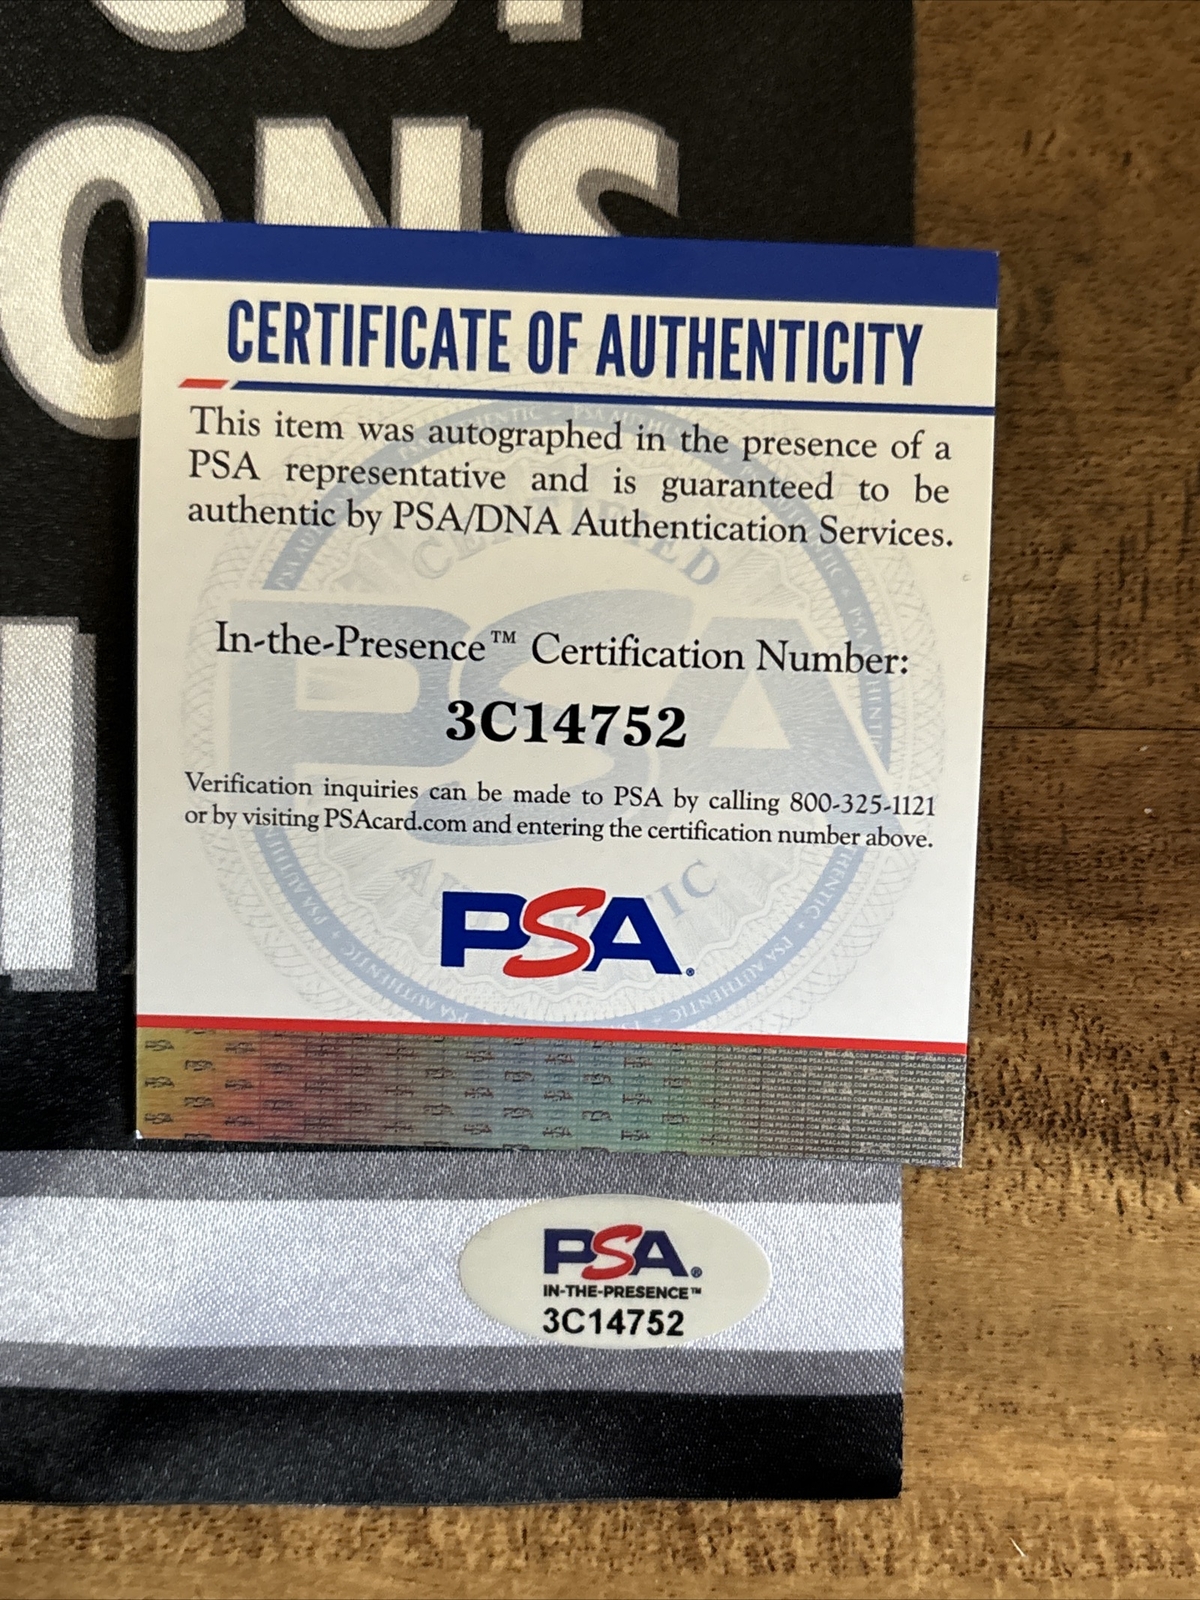 ONS
CERTIFICATE OF AUTHENTICITY
This item was autographed in the presence of a
PSA representative and is guaranteed to be
authentic by PSA/DNA Authentication Services.
In-the-Presence™ Certification Number:
3C14752
Verification inquiries can be made to PSA by calling 800-325-1121
or by visiting PSAcard.com and entering the certification number above.
PSA®
PSA®
IN-THE-PRESENCE™
3C14752